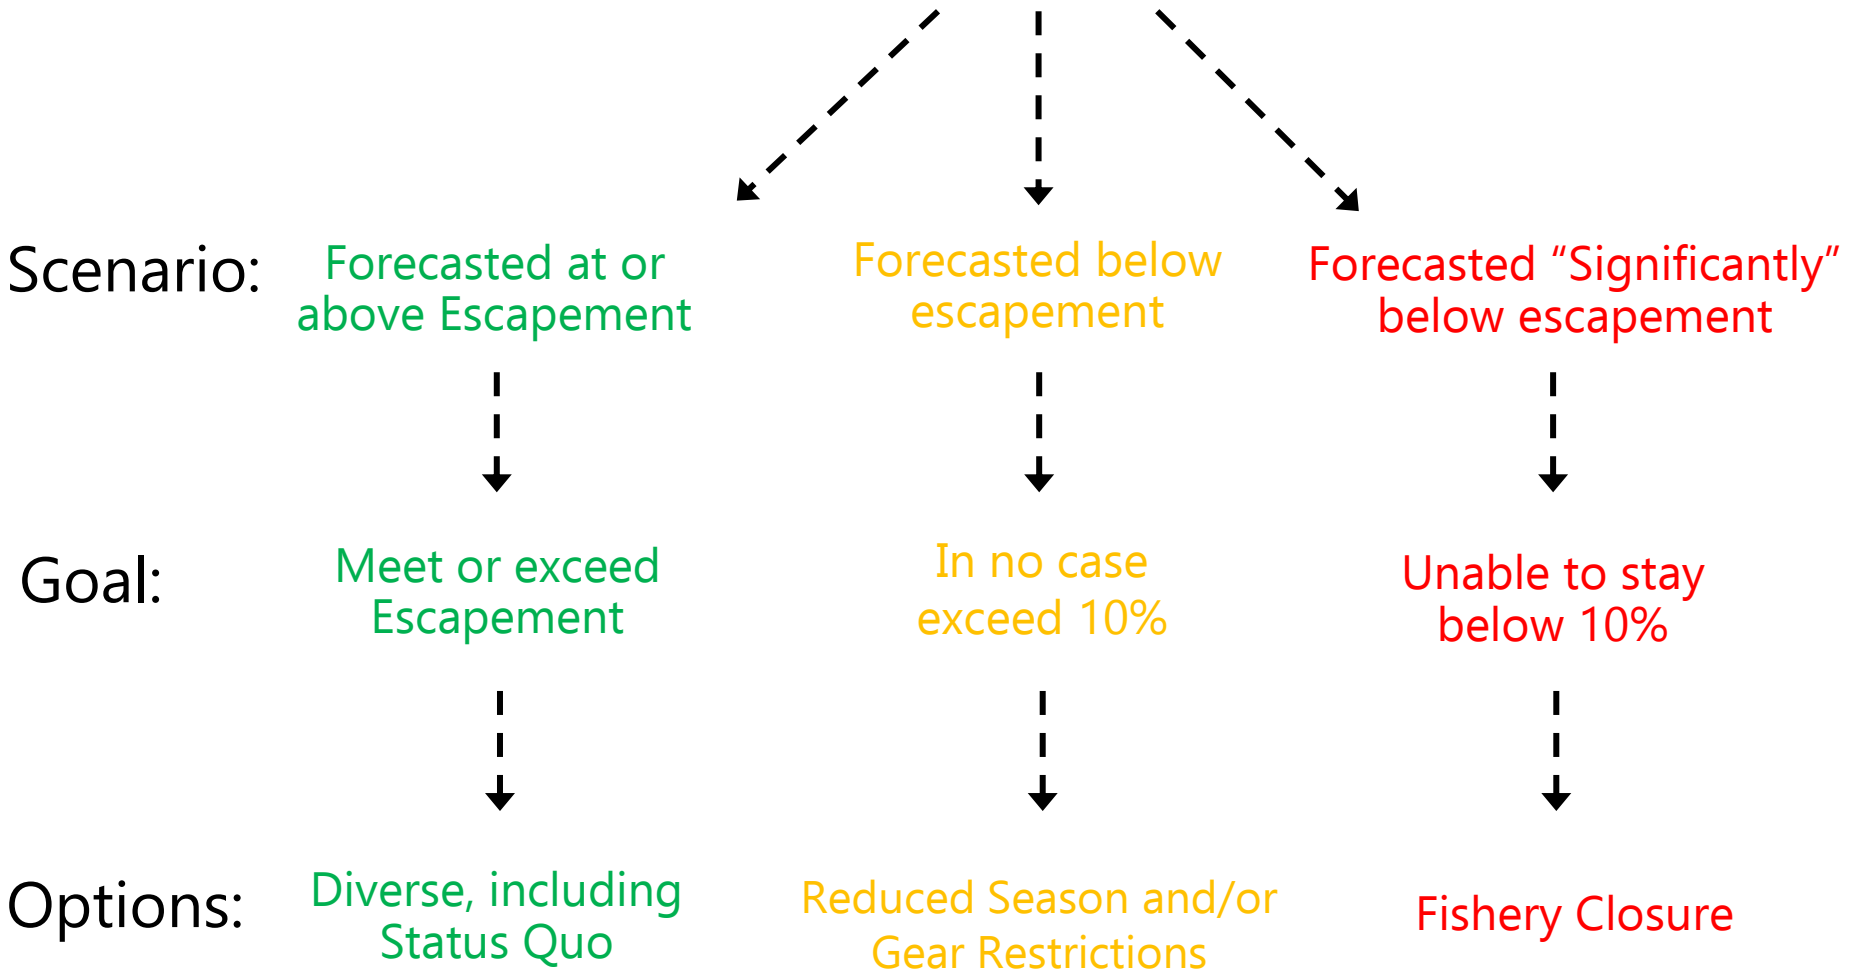 Scenario:
Forecasted at or
above Escapement
Forecasted below
escapement
Forecasted “Significantly”
below escapement
Goal:
Meet or exceed
Escapement
In no case
exceed 10%
Unable to stay
below 10%
Options:
Diverse, including
Status Quo
Reduced Season and/or
Gear Restrictions
Fishery Closure